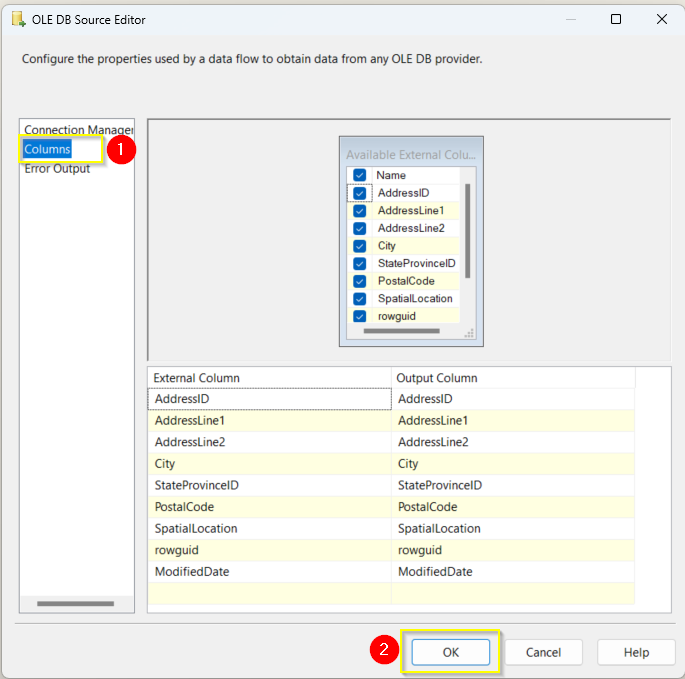 OLE DB Source Editor
Configure the properties used by a data flow to obtain data from any OLE DB provider.
Connection Manager
Columns
1
Error Output
Available External Colu...
Name
AddressID
AddressLine1
AddressLine2
City
StateProvinceID
PostalCode
SpatialLocation
rowguid
External Column Output Column
AddressID AddressID
AddressLine1 AddressLine1
AddressLine2 AddressLine2
City City
StateProvinceID StateProvinceID
PostalCode PostalCode
SpatialLocation SpatialLocation
rowguid rowguid
ModifiedDate ModifiedDate
2 OK Cancel Help